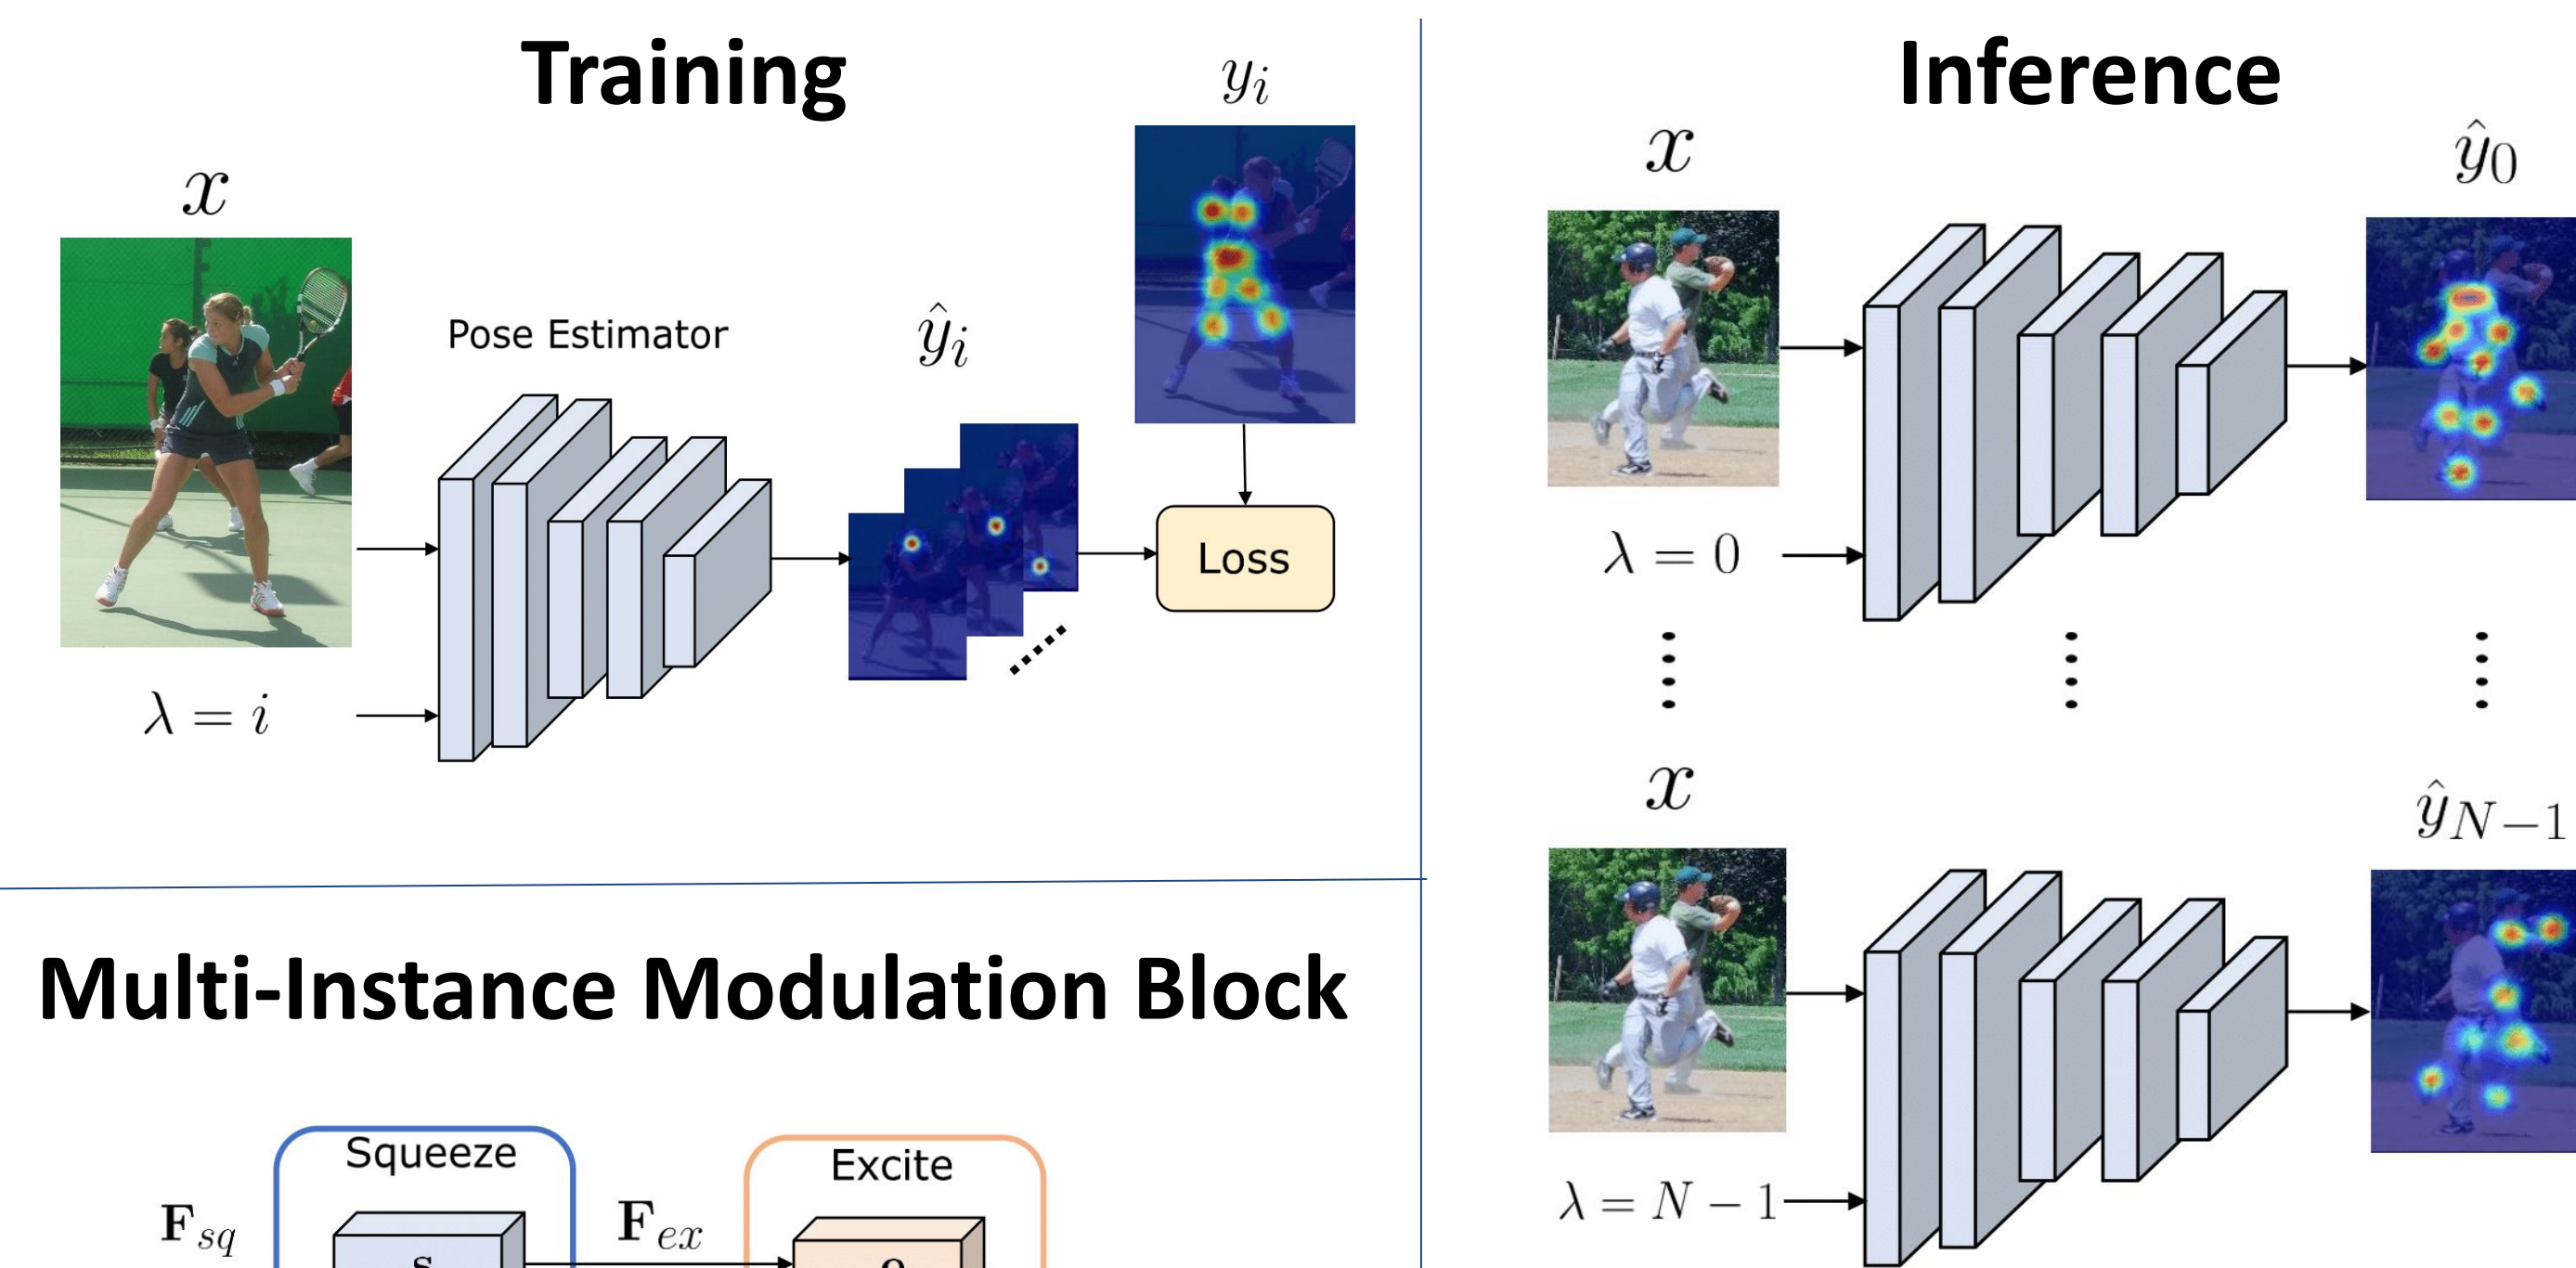 Training
y_i
x
Pose Estimator
ŷ_i
Loss
λ = i
Multi-Instance Modulation Block
Squeeze
Excite
F_sq
F_ex
s
e
Inference
x
ŷ_0
λ = 0
x
ŷ_{N−1}
λ = N − 1